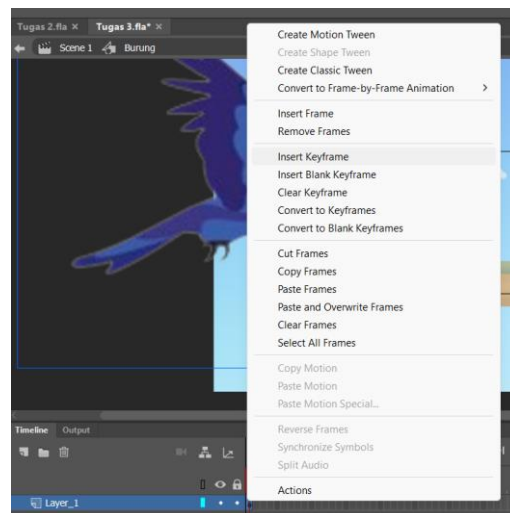 Tugas 2.fla × Tugas 3.fla* ×
Scene 1 Burung
Create Motion Tween
Create Shape Tween
Create Classic Tween
Convert to Frame-by-Frame Animation >
Insert Frame
Remove Frames
Insert Keyframe
Insert Blank Keyframe
Clear Keyframe
Convert to Keyframes
Convert to Blank Keyframes
Cut Frames
Copy Frames
Paste Frames
Paste and Overwrite Frames
Clear Frames
Select All Frames
Copy Motion
Paste Motion
Paste Motion Special...
Reverse Frames
Synchronize Symbols
Split Audio
Actions
Timeline Output
Layer_1